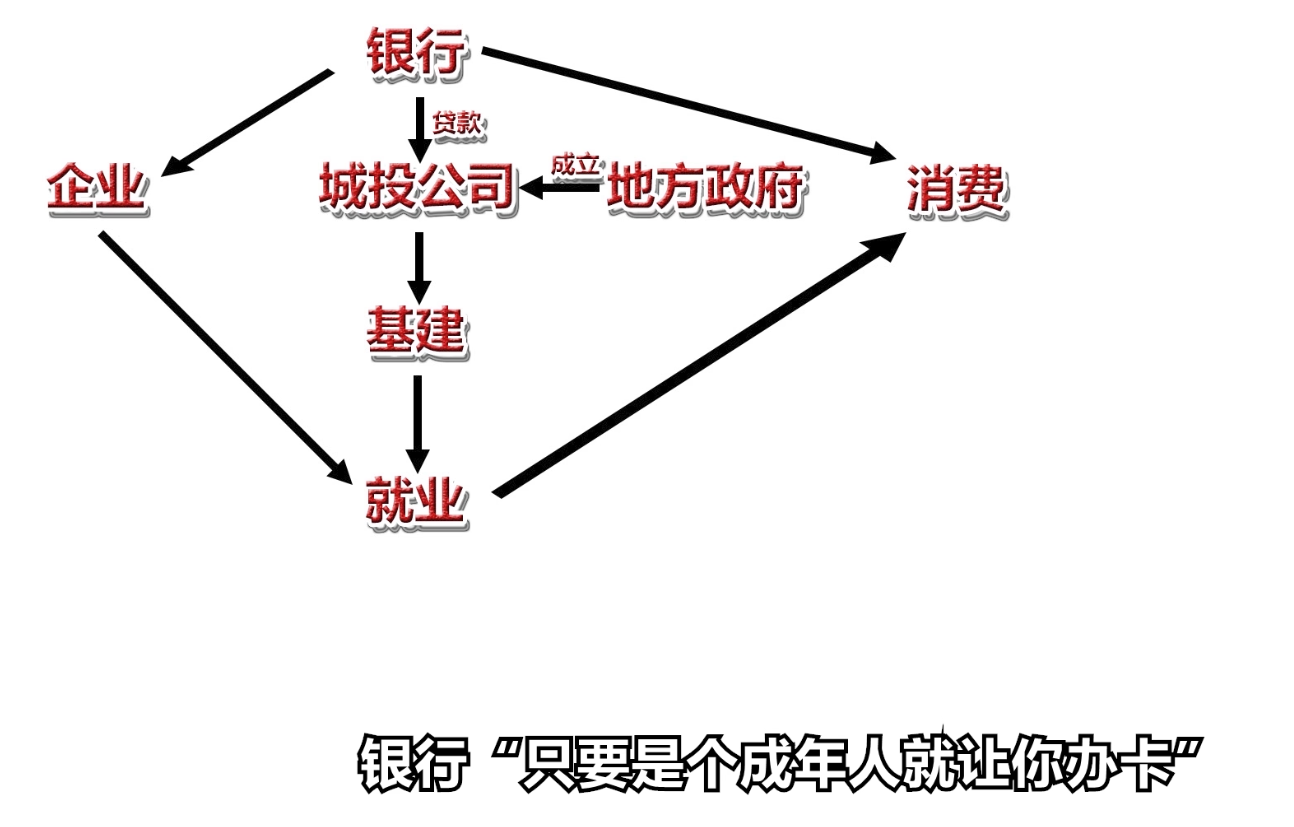 银行
贷款
企业
城投公司
成立
地方政府
消费
基建
就业
银行“只要是个成年人就让你办卡”